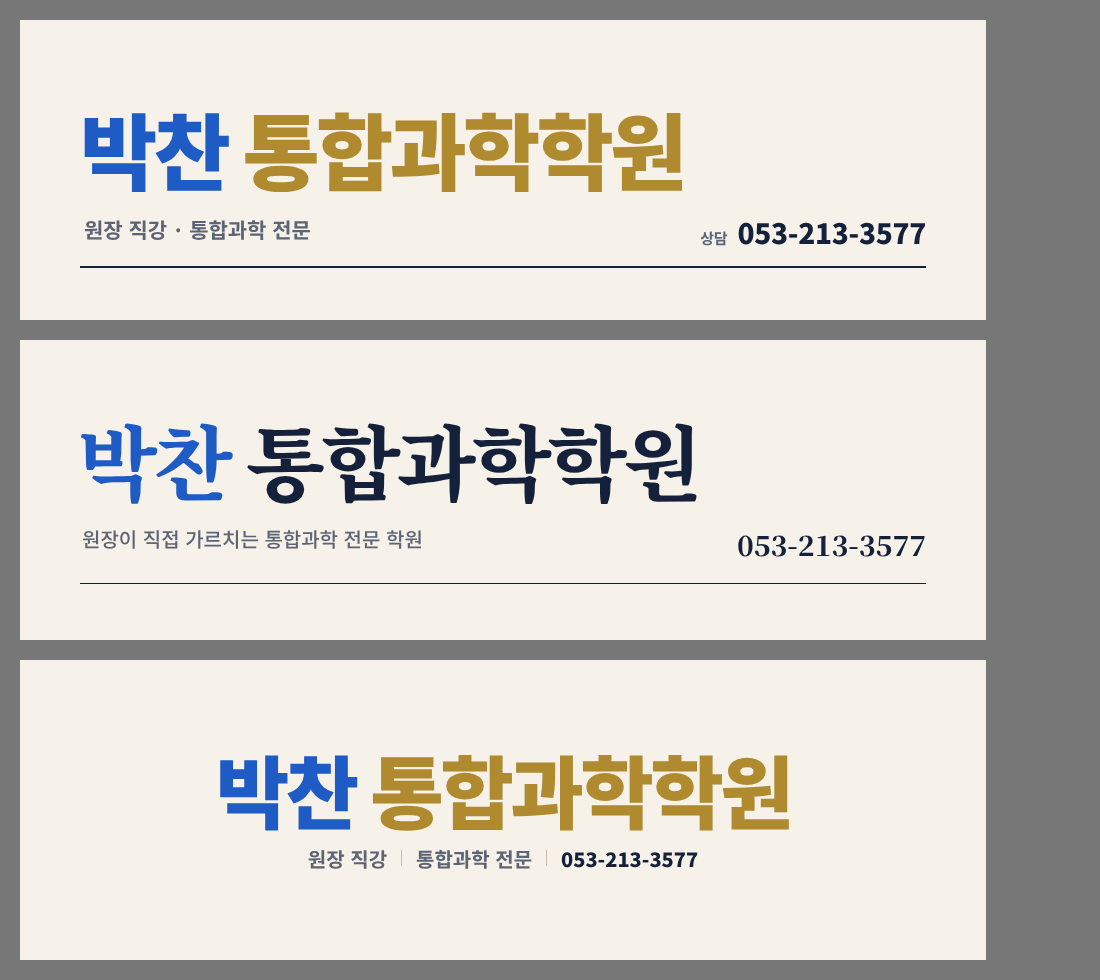 박찬 통합과학학원
원장 직강 · 통합과학 전문
상담 053-213-3577
박찬 통합과학학원
원장이 직접 가르치는 통합과학 전문 학원
053-213-3577
박찬 통합과학학원
원장 직강 | 통합과학 전문 | 053-213-3577